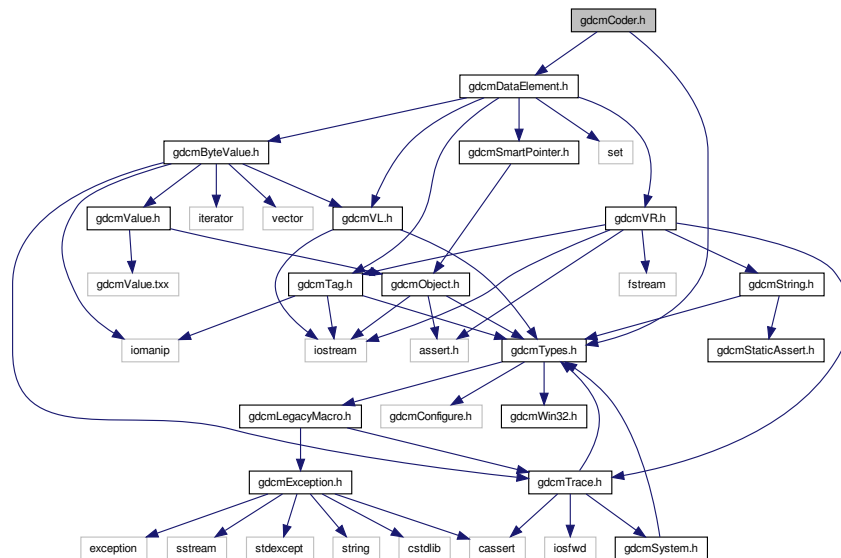 gdcmCoder.h
gdcmDataElement.h
gdcmByteValue.h
gdcmSmartPointer.h
set
gdcmValue.h
iterator
vector
gdcmVL.h
gdcmVR.h
gdcmValue.txx
gdcmTag.h
gdcmObject.h
fstream
gdcmString.h
iomanip
iostream
assert.h
gdcmTypes.h
gdcmStaticAssert.h
gdcmLegacyMacro.h
gdcmConfigure.h
gdcmWin32.h
gdcmException.h
gdcmTrace.h
exception
sstream
stdexcept
string
cstdlib
cassert
iosfwd
gdcmSystem.h